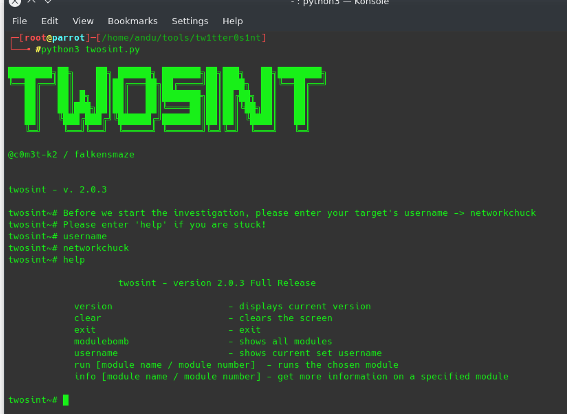 - : python3 — Konsole
File Edit View Bookmarks Settings Help
[root@parrot]─[/home/andu/tools/tw1tter0s1nt]
#python3 twosint.py
TWOSINT
@c0m3t-k2 / falkensmaze
twosint - v. 2.0.3
twosint~# Before we start the investigation, please enter your target's username -> networkchuck
twosint~# Please enter 'help' if you are stuck!
twosint~# username
twosint~# networkchuck
twosint~# help
twosint - version 2.0.3 Full Release
version - displays current version
clear - clears the screen
exit - exit
modulebomb - shows all modules
username - shows current set username
run [module name / module number] - runs the chosen module
info [module name / module number] - get more information on a specified module
twosint~#